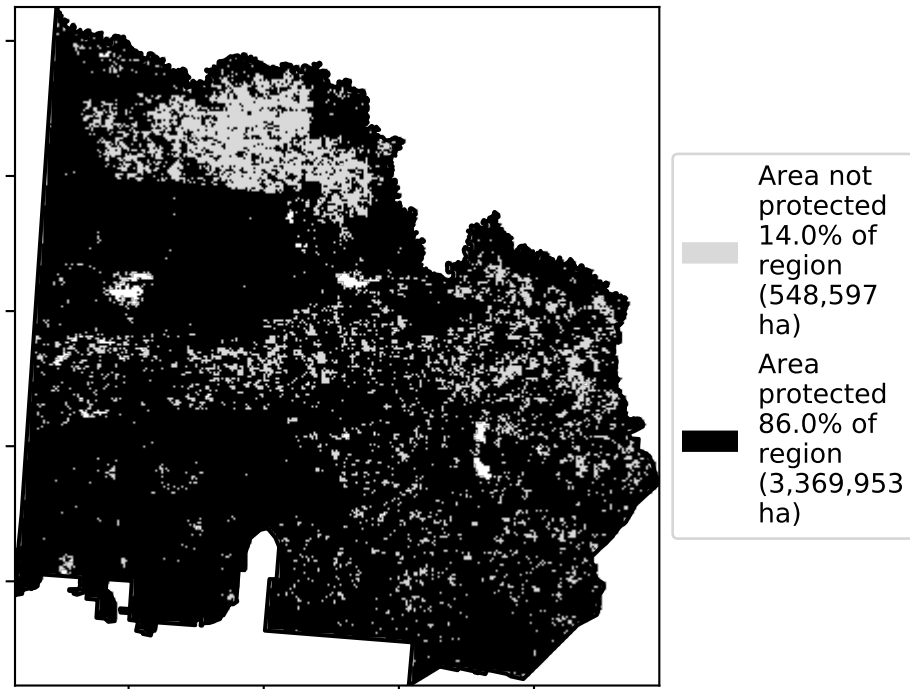 Area not
protected
14.0% of
region
(548,597
ha)
Area
protected
86.0% of
region
(3,369,953
ha)